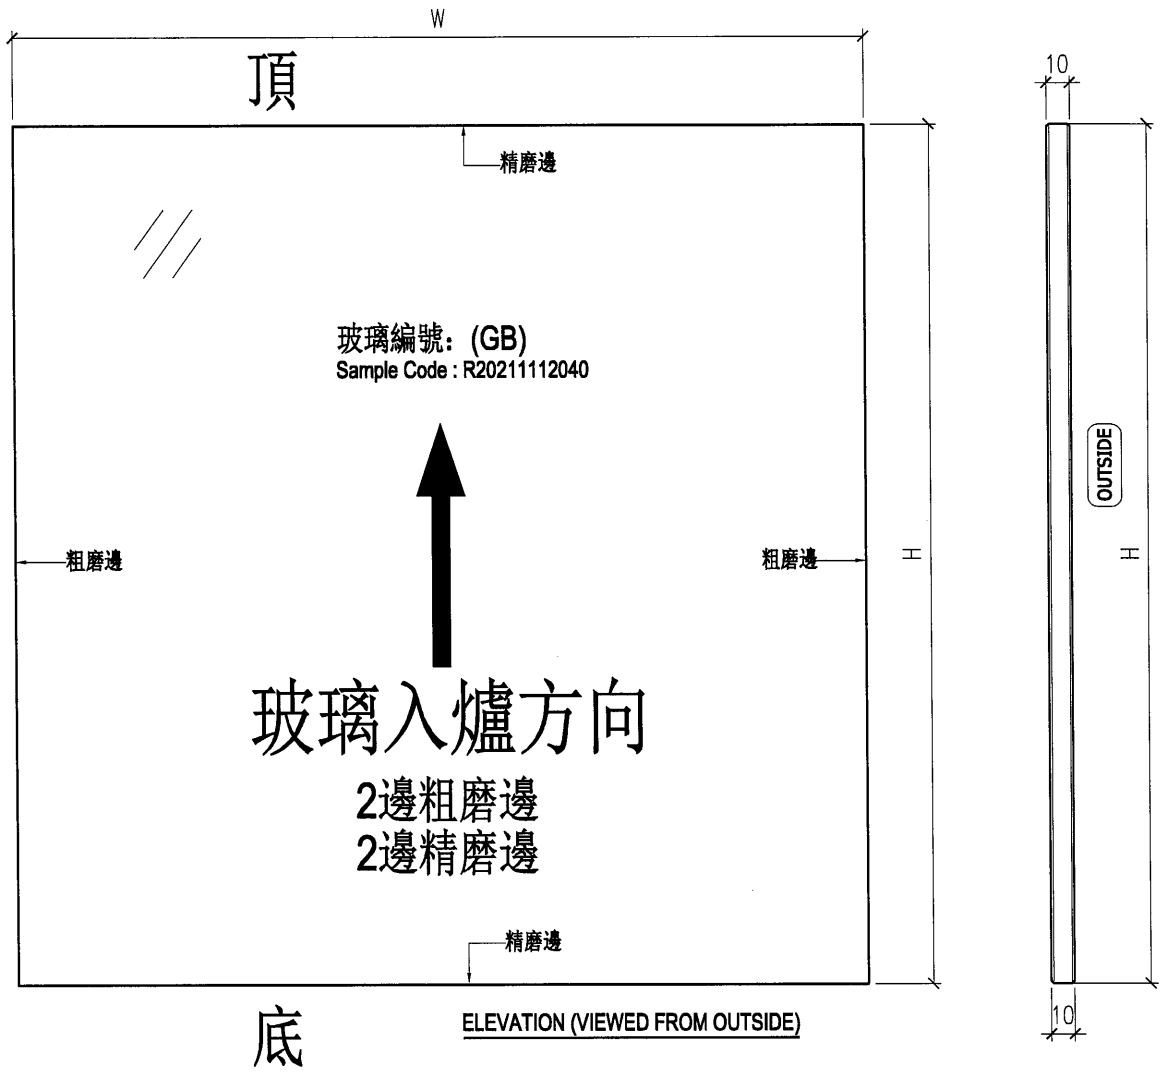 W
頂
10
精磨邊
玻璃編號: (GB)
Sample Code : R20211112040
OUTSIDE
粗磨邊
粗磨邊
H
H
玻璃入爐方向
2邊粗磨邊
2邊精磨邊
精磨邊
底
ELEVATION (VIEWED FROM OUTSIDE)
10